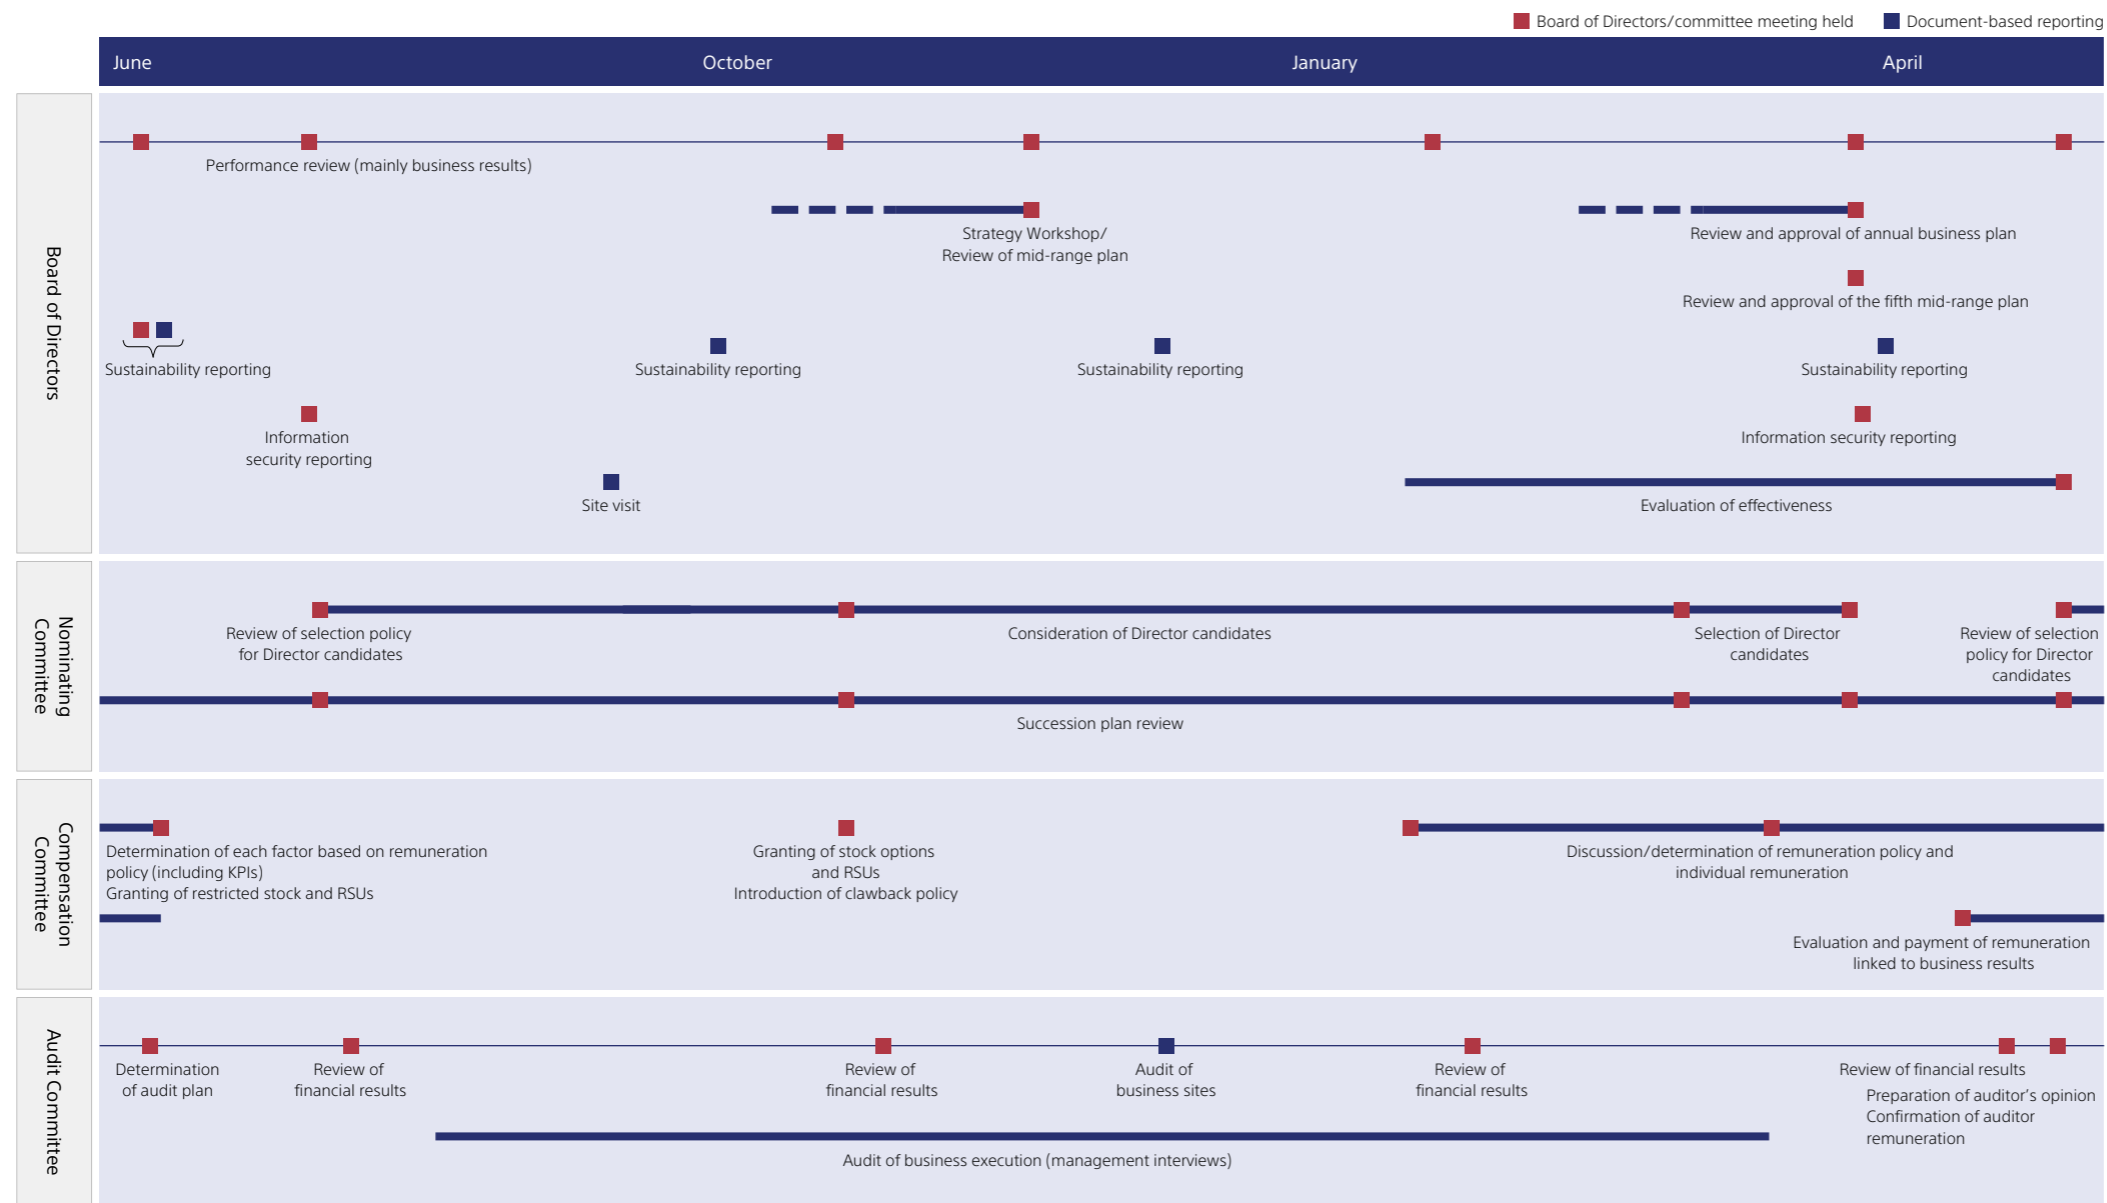 Board of Directors/committee meeting held
Document-based reporting
June
October
January
April
Board of Directors
Performance review (mainly business results)
Strategy Workshop/
Review of mid-range plan
Review and approval of annual business plan
Review and approval of the fifth mid-range plan
Sustainability reporting
Sustainability reporting
Sustainability reporting
Sustainability reporting
Information
security reporting
Information security reporting
Site visit
Evaluation of effectiveness
Nominating
Committee
Review of selection policy
for Director candidates
Consideration of Director candidates
Selection of Director
candidates
Review of selection
policy for Director
candidates
Succession plan review
Compensation
Committee
Determination of each factor based on remuneration
policy (including KPIs)
Granting of restricted stock and RSUs
Granting of stock options
and RSUs
Introduction of clawback policy
Discussion/determination of remuneration policy and
individual remuneration
Evaluation and payment of remuneration
linked to business results
Audit Committee
Determination
of audit plan
Review of
financial results
Review of
financial results
Audit of
business sites
Review of
financial results
Review of financial results
Preparation of auditor's opinion
Confirmation of auditor
remuneration
Audit of business execution (management interviews)